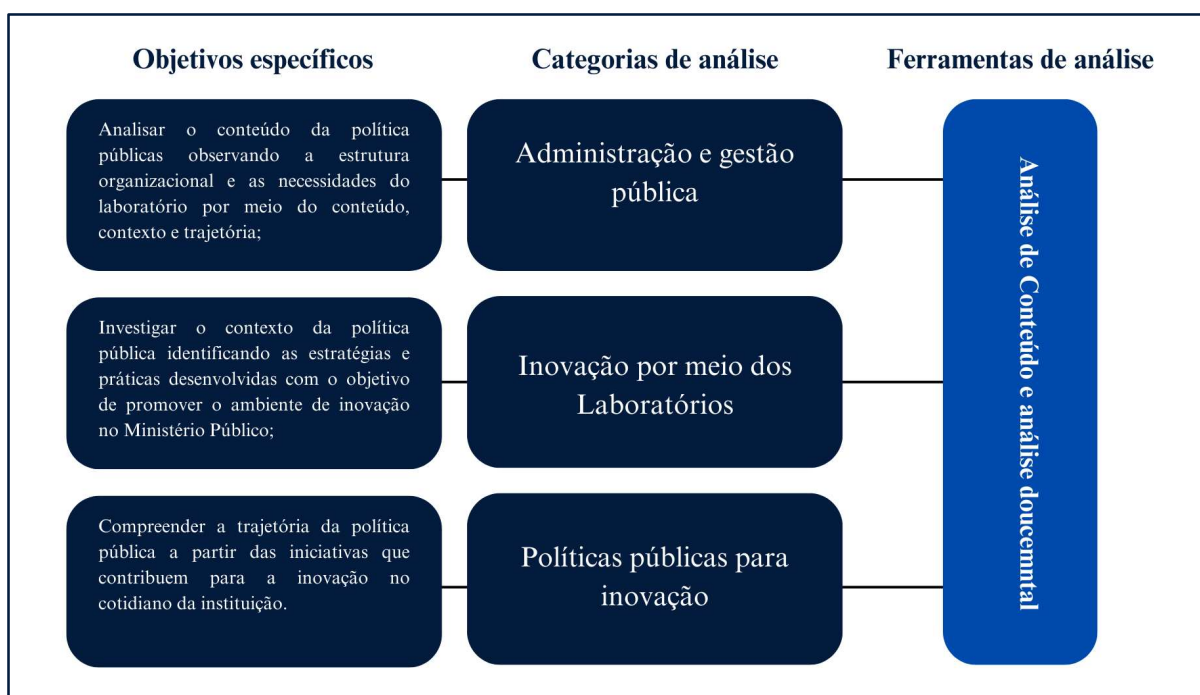 Objetivos específicos
Categorias de análise
Ferramentas de análise
Analisar o conteúdo da política
públicas observando a estrutura
organizacional e as necessidades do
laboratório por meio do conteúdo,
contexto e trajetória;
Administração e gestão
pública
Investigar o contexto da política
pública identificando as estratégias e
práticas desenvolvidas com o objetivo
de promover o ambiente de inovação
no Ministério Público;
Inovação por meio dos
Laboratórios
Compreender a trajetória da política
pública a partir das iniciativas que
contribuem para a inovação no
cotidiano da instituição.
Políticas públicas para
inovação
Análise de Conteúdo e análise doucemntal